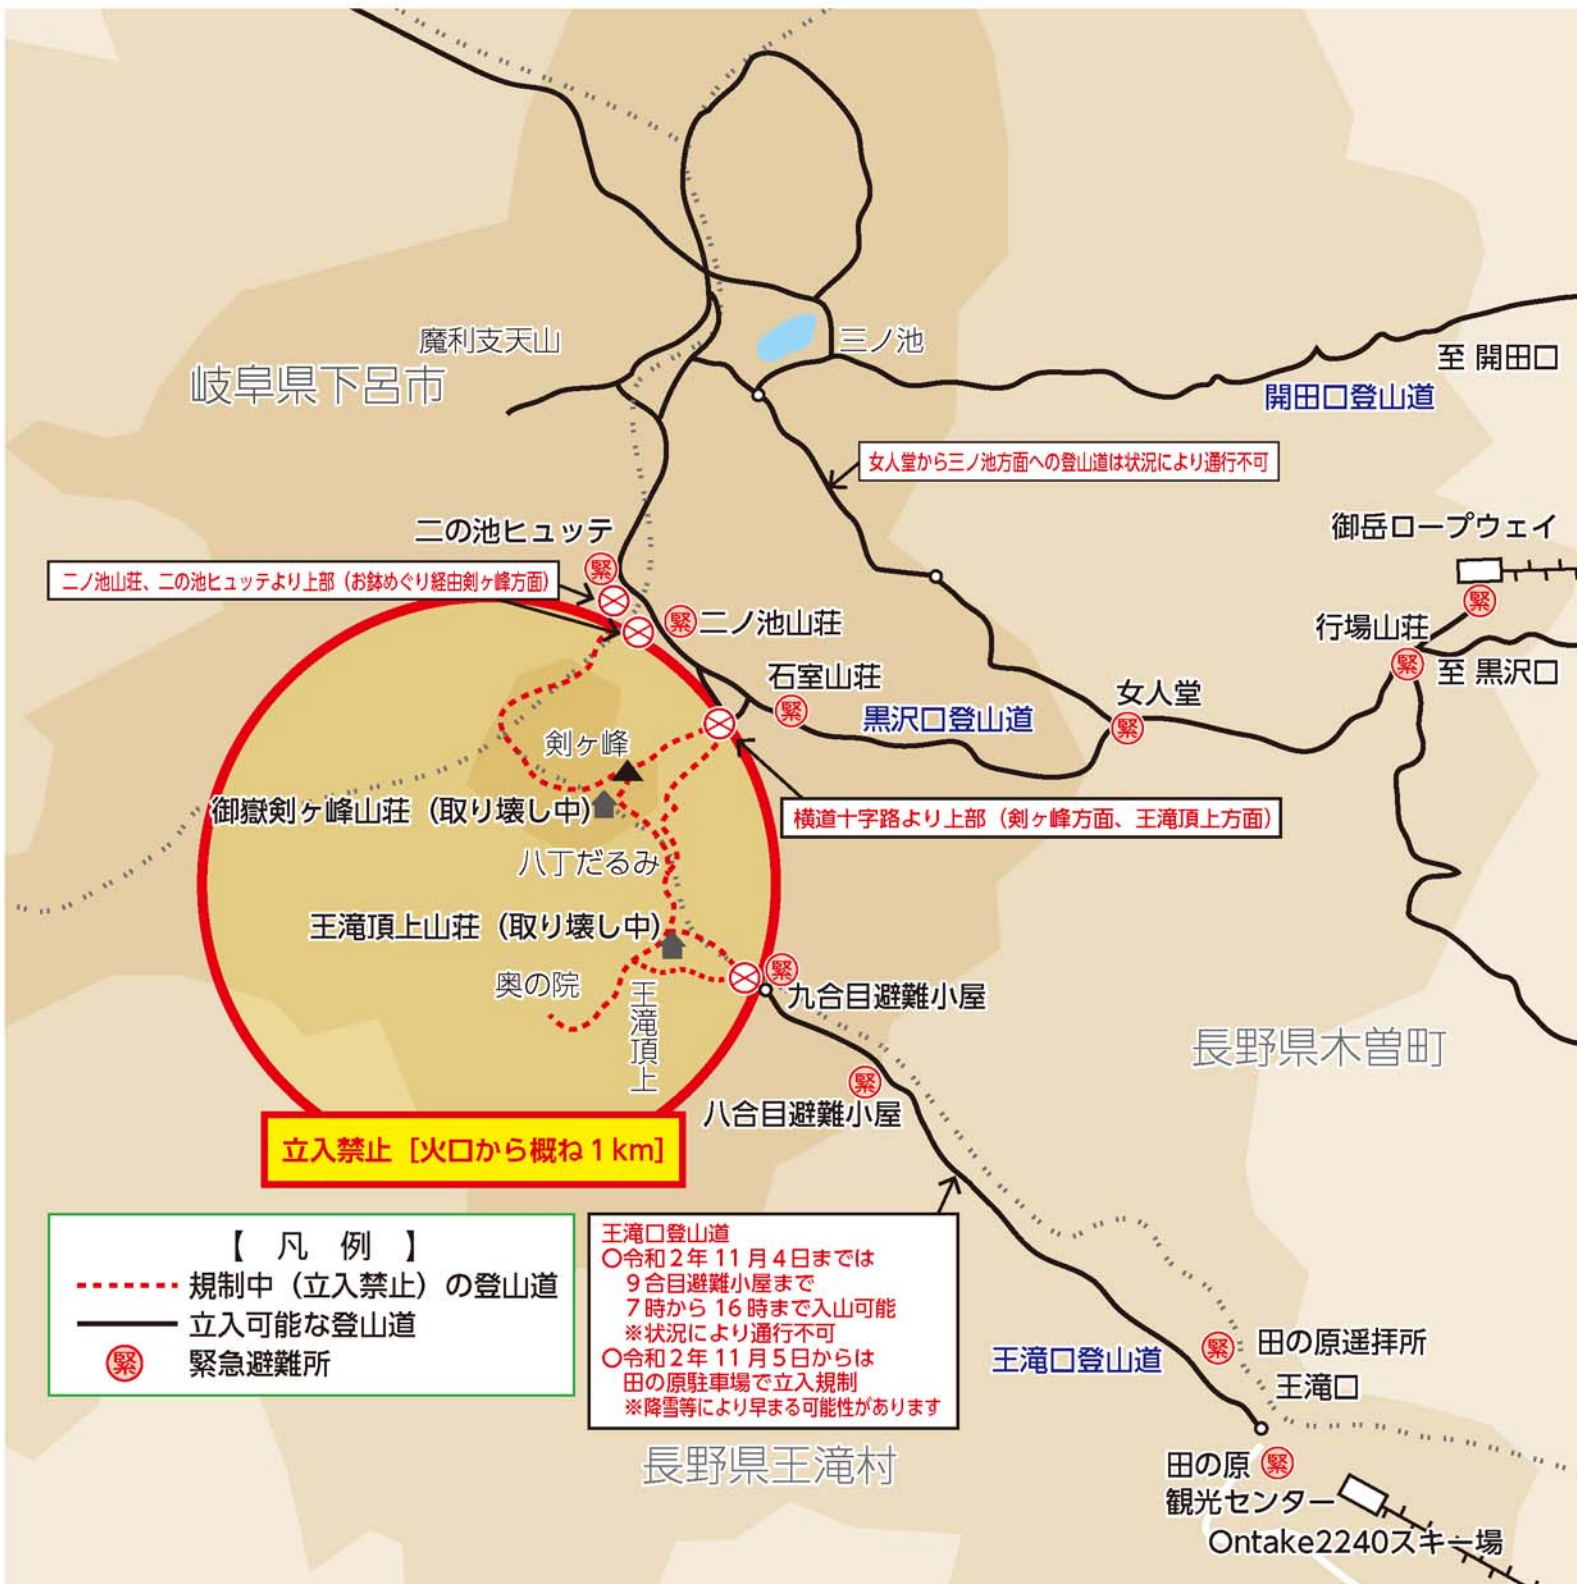 魔利支天山
三ノ池
岐阜県下呂市
至 開田口
開田口登山道
女人堂から三ノ池方面への登山道は状況により通行不可
二の池ヒュッテ
御岳ロープウェイ
緊
二ノ池山荘、二の池ヒュッテより上部（お鉢めぐり経由剣ヶ峰方面）
緊
緊
二ノ池山荘
行場山荘
緊
至 黒沢口
石室山荘
緊
女人堂
緊
黒沢口登山道
剣ヶ峰
御嶽剣ヶ峰山荘（取り壊し中）
横道十字路より上部（剣ヶ峰方面、王滝頂上方面）
八丁だるみ
王滝頂上山荘（取り壊し中）
緊
奥の院
王滝頂上
九合目避難小屋
長野県木曽町
緊
八合目避難小屋
立入禁止［火口から概ね１km］
【　凡　例　】
規制中（立入禁止）の登山道
立入可能な登山道
緊
緊急避難所
王滝口登山道
〇令和２年 11 月４日までは
９合目避難小屋まで
７時から 16 時まで入山可能
※状況により通行不可
〇令和２年 11 月５日からは
田の原駐車場で立入規制
※降雪等により早まる可能性があります
王滝口登山道
緊
田の原遥拝所
王滝口
長野県王滝村
田の原
緊
観光センター
Ontake2240スキー場